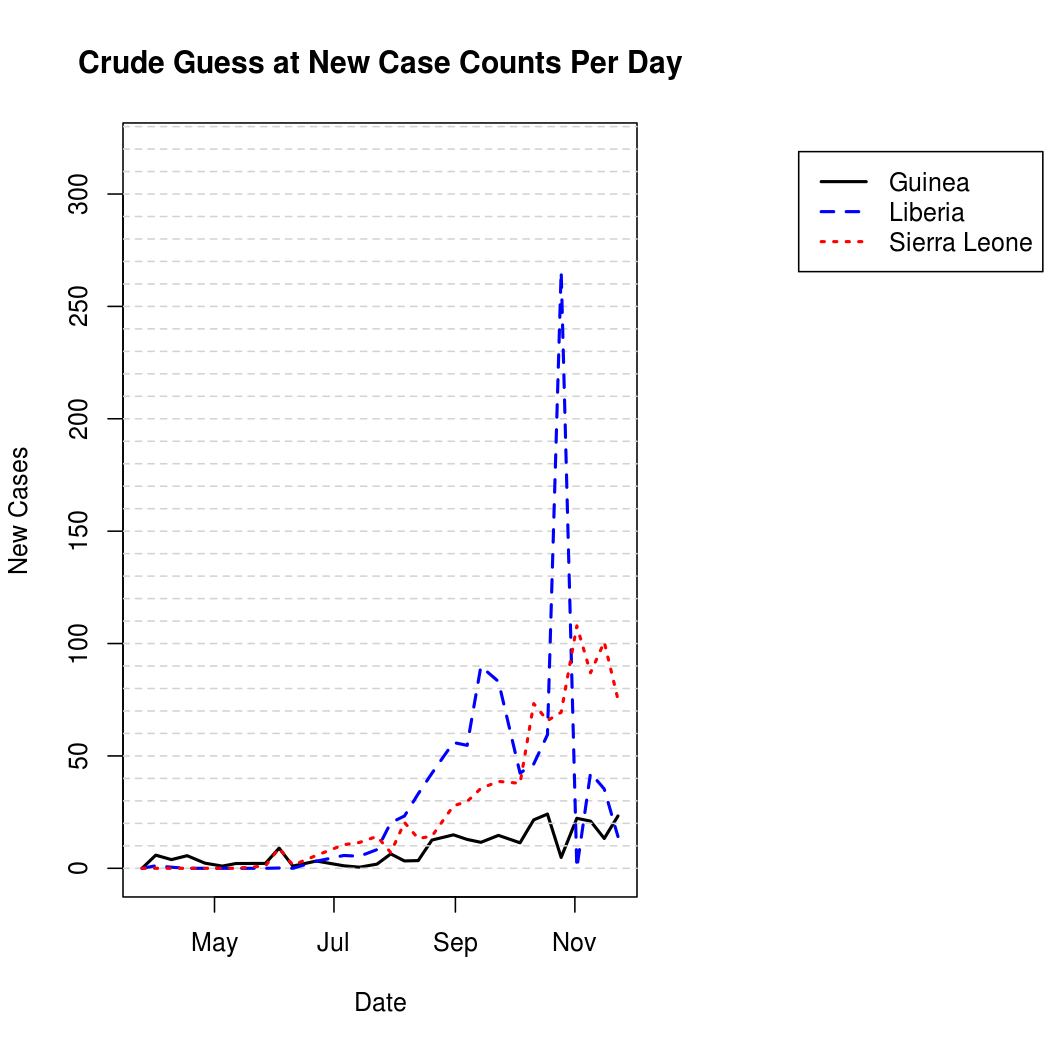 Crude Guess at New Case Counts Per Day
300
250
200
150
100
50
0
New Cases
May
Jul
Sep
Nov
Date
Guinea
Liberia
Sierra Leone